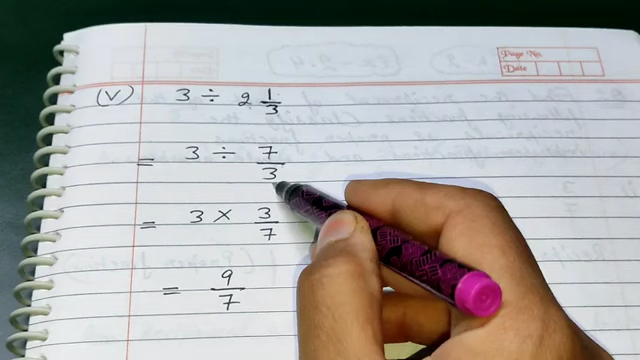 Page No.
Date
(v) 3 ÷ 2 1/3
= 3 ÷ 7/3
= 3 × 3/7
= 9/7